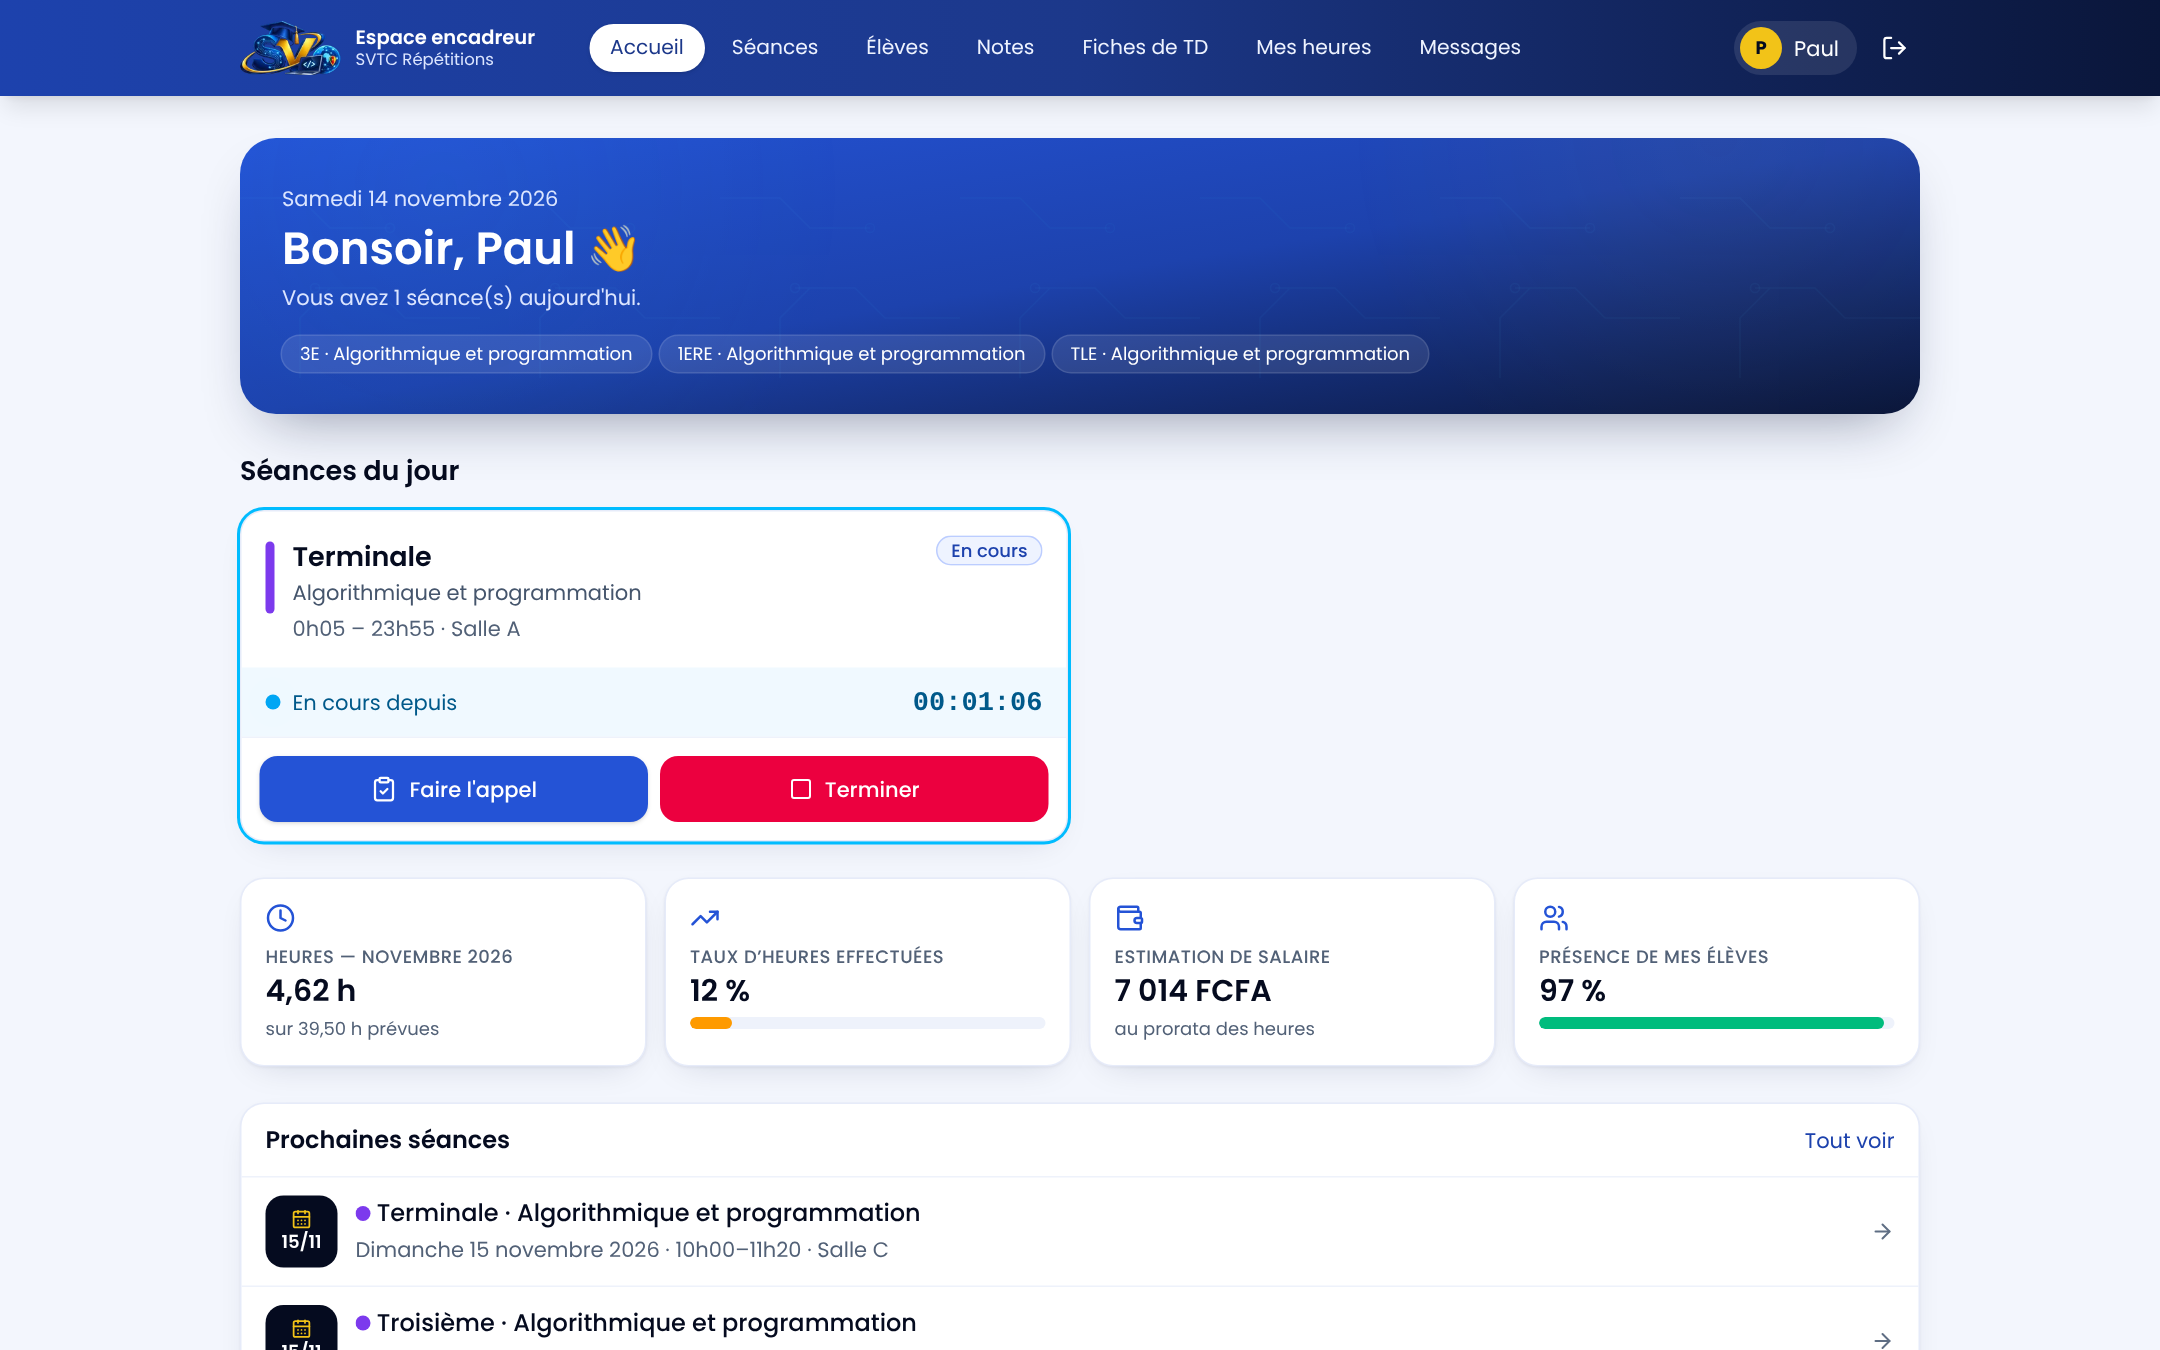 Espace encadreur
SVTC Répétitions
Accueil
Séances
Élèves
Notes
Fiches de TD
Mes heures
Messages
P
Paul
Samedi 14 novembre 2026
Bonsoir, Paul 👋
Vous avez 1 séance(s) aujourd'hui.
3E · Algorithmique et programmation
1ERE · Algorithmique et programmation
TLE · Algorithmique et programmation
Séances du jour
Terminale
En cours
Algorithmique et programmation
0h05 – 23h55 · Salle A
En cours depuis
00:01:06
Faire l'appel
Terminer
HEURES — NOVEMBRE 2026
4,62 h
sur 39,50 h prévues
TAUX D’HEURES EFFECTUÉES
12 %
ESTIMATION DE SALAIRE
7 014 FCFA
au prorata des heures
PRÉSENCE DE MES ÉLÈVES
97 %
Prochaines séances
Tout voir
15/11
Terminale · Algorithmique et programmation
Dimanche 15 novembre 2026 · 10h00–11h20 · Salle C
15/11
Troisième · Algorithmique et programmation